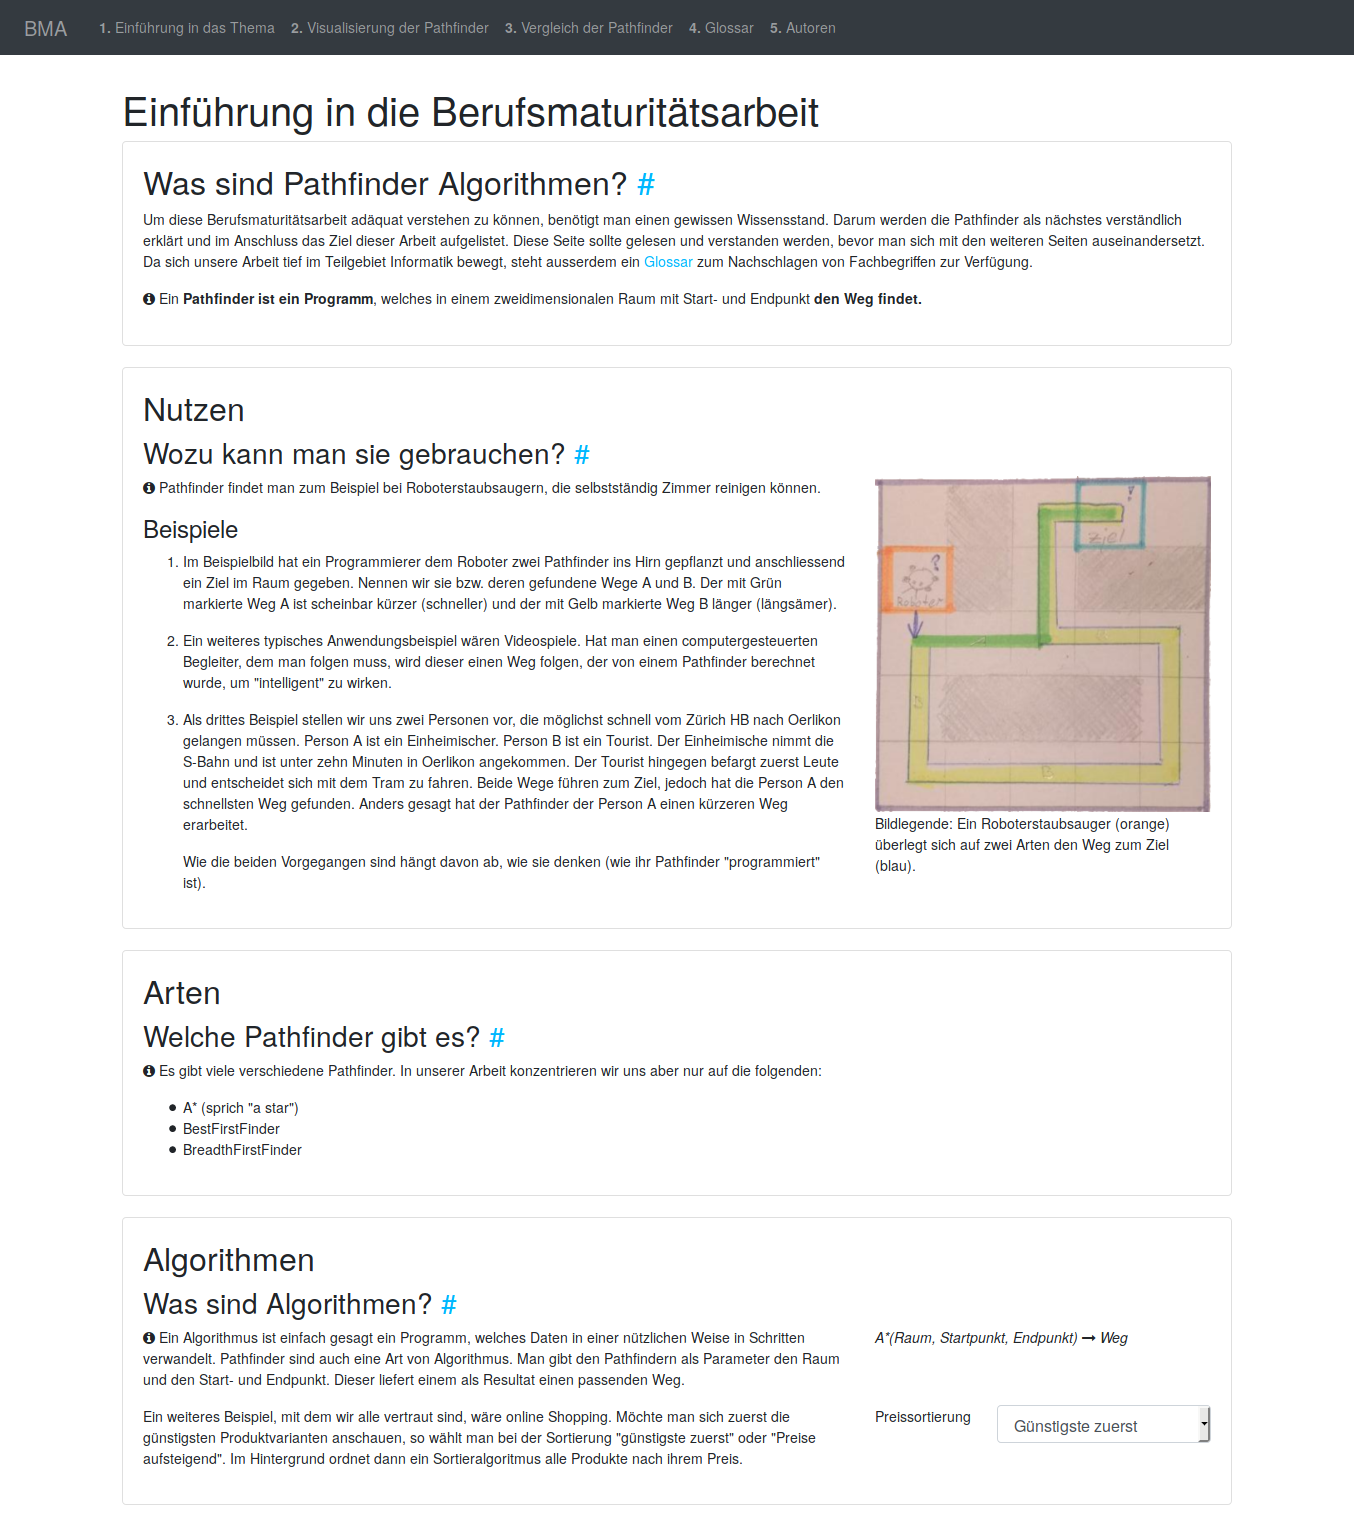 BMA 1. Einführung in das Thema 2. Visualisierung der Pathfinder 3. Vergleich der Pathfinder 4. Glossar 5. Autoren
Einführung in die Berufsmaturitätsarbeit
Was sind Pathfinder Algorithmen? #
Um diese Berufsmaturitätsarbeit adäquat verstehen zu können, benötigt man einen gewissen Wissensstand. Darum werden die Pathfinder als nächstes verständlich
erklärt und im Anschluss das Ziel dieser Arbeit aufgelistet. Diese Seite sollte gelesen und verstanden werden, bevor man sich mit den weiteren Seiten auseinandersetzt.
Da sich unsere Arbeit tief im Teilgebiet Informatik bewegt, steht ausserdem ein Glossar zum Nachschlagen von Fachbegriffen zur Verfügung.
Ein Pathfinder ist ein Programm, welches in einem zweidimensionalen Raum mit Start- und Endpunkt den Weg findet.
Nutzen
Wozu kann man sie gebrauchen? #
Pathfinder findet man zum Beispiel bei Roboterstaubsaugern, die selbstständig Zimmer reinigen können.
Beispiele
1. Im Beispielbild hat ein Programmierer dem Roboter zwei Pathfinder ins Hirn gepflanzt und anschliessend
ein Ziel im Raum gegeben. Nennen wir sie bzw. deren gefundene Wege A und B. Der mit Grün
markierte Weg A ist scheinbar kürzer (schneller) und der mit Gelb markierte Weg B länger (längsämer).
2. Ein weiteres typisches Anwendungsbeispiel wären Videospiele. Hat man einen computergesteuerten
Begleiter, dem man folgen muss, wird dieser einen Weg folgen, der von einem Pathfinder berechnet
wurde, um "intelligent" zu wirken.
3. Als drittes Beispiel stellen wir uns zwei Personen vor, die möglichst schnell vom Zürich HB nach Oerlikon
gelangen müssen. Person A ist ein Einheimischer. Person B ist ein Tourist. Der Einheimische nimmt die
S-Bahn und ist unter zehn Minuten in Oerlikon angekommen. Der Tourist hingegen befargt zuerst Leute
und entscheidet sich mit dem Tram zu fahren. Beide Wege führen zum Ziel, jedoch hat die Person A den
schnellsten Weg gefunden. Anders gesagt hat der Pathfinder der Person A einen kürzeren Weg
erarbeitet.
Wie die beiden Vorgegangen sind hängt davon ab, wie sie denken (wie ihr Pathfinder "programmiert"
ist).
Ziel
?
Roboter
A
B
B
Bildlegende: Ein Roboterstaubsauger (orange)
überlegt sich auf zwei Arten den Weg zum Ziel
(blau).
Arten
Welche Pathfinder gibt es? #
Es gibt viele verschiedene Pathfinder. In unserer Arbeit konzentrieren wir uns aber nur auf die folgenden:
● A* (sprich "a star")
● BestFirstFinder
● BreadthFirstFinder
Algorithmen
Was sind Algorithmen? #
Ein Algorithmus ist einfach gesagt ein Programm, welches Daten in einer nützlichen Weise in Schritten
verwandelt. Pathfinder sind auch eine Art von Algorithmus. Man gibt den Pathfindern als Parameter den Raum
und den Start- und Endpunkt. Dieser liefert einem als Resultat einen passenden Weg.
A*(Raum, Startpunkt, Endpunkt) → Weg
Ein weiteres Beispiel, mit dem wir alle vertraut sind, wäre online Shopping. Möchte man sich zuerst die
günstigsten Produktvarianten anschauen, so wählt man bei der Sortierung "günstigste zuerst" oder "Preise
aufsteigend". Im Hintergrund ordnet dann ein Sortieralgoritmus alle Produkte nach ihrem Preis.
Preissortierung Günstigste zuerst